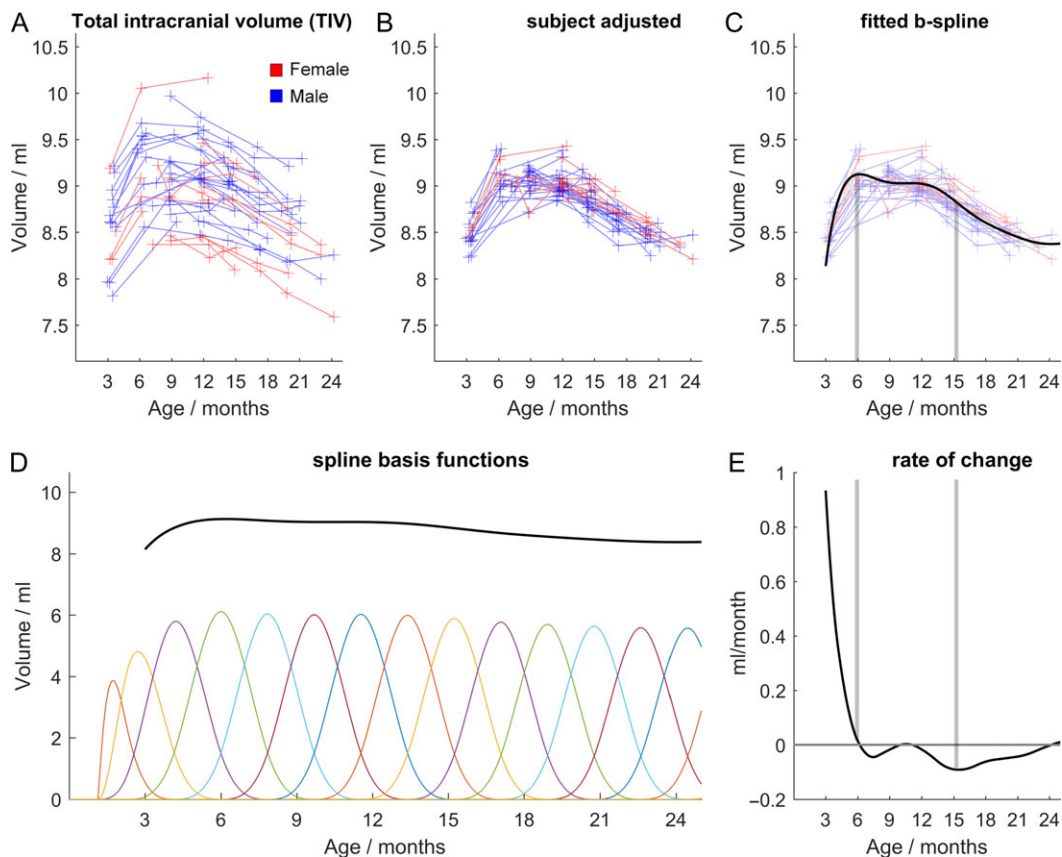 A Total intracranial volume (TIV)
10.5
10
9.5
9
8.5
8
7.5
Volume / ml
Female
Male
3 6 9 12 15 18 21 24
Age / months
B subject adjusted
10.5
10
9.5
9
8.5
8
7.5
Volume / ml
3 6 9 12 15 18 21 24
Age / months
C fitted b-spline
10.5
10
9.5
9
8.5
8
7.5
Volume / ml
3 6 9 12 15 18 21 24
Age / months
D spline basis functions
10
8
6
4
2
0
Volume / ml
3 6 9 12 15 18 21 24
Age / months
E rate of change
1
0.8
0.6
0.4
0.2
0
−0.2
ml/month
3 6 9 12 15 18 21 24
Age / months